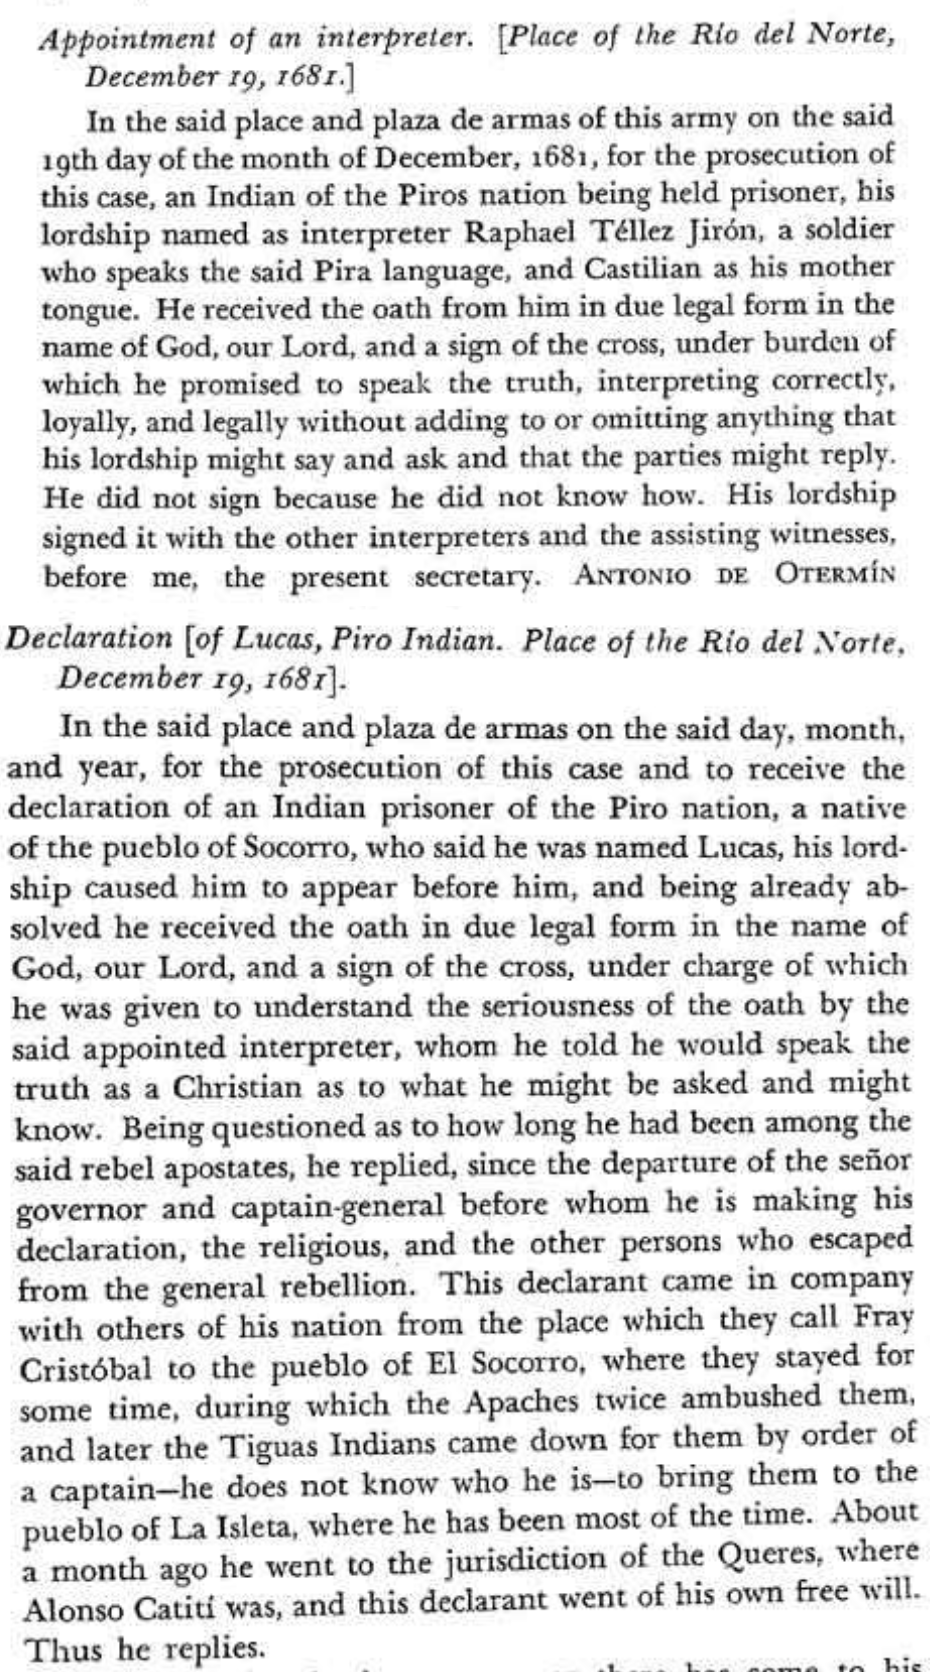 Appointment of an interpreter. [Place of the Río del Norte,
December 19, 1681.]
In the said place and plaza de armas of this army on the said
19th day of the month of December, 1681, for the prosecution of
this case, an Indian of the Piros nation being held prisoner, his
lordship named as interpreter Raphael Téllez Jirón, a soldier
who speaks the said Pira language, and Castilian as his mother
tongue. He received the oath from him in due legal form in the
name of God, our Lord, and a sign of the cross, under burden of
which he promised to speak the truth, interpreting correctly,
loyally, and legally without adding to or omitting anything that
his lordship might say and ask and that the parties might reply.
He did not sign because he did not know how. His lordship
signed it with the other interpreters and the assisting witnesses,
before me, the present secretary. ANTONIO DE OTERMÍN
Declaration [of Lucas, Piro Indian. Place of the Río del Norte,
December 19, 1681].
In the said place and plaza de armas on the said day, month,
and year, for the prosecution of this case and to receive the
declaration of an Indian prisoner of the Piro nation, a native
of the pueblo of Socorro, who said he was named Lucas, his lord-
ship caused him to appear before him, and being already ab-
solved he received the oath in due legal form in the name of
God, our Lord, and a sign of the cross, under charge of which
he was given to understand the seriousness of the oath by the
said appointed interpreter, whom he told he would speak the
truth as a Christian as to what he might be asked and might
know. Being questioned as to how long he had been among the
said rebel apostates, he replied, since the departure of the señor
governor and captain-general before whom he is making his
declaration, the religious, and the other persons who escaped
from the general rebellion. This declarant came in company
with others of his nation from the place which they call Fray
Cristóbal to the pueblo of El Socorro, where they stayed for
some time, during which the Apaches twice ambushed them,
and later the Tiguas Indians came down for them by order of
a captain—he does not know who he is—to bring them to the
pueblo of La Isleta, where he has been most of the time. About
a month ago he went to the jurisdiction of the Queres, where
Alonso Catití was, and this declarant went of his own free will.
Thus he replies.